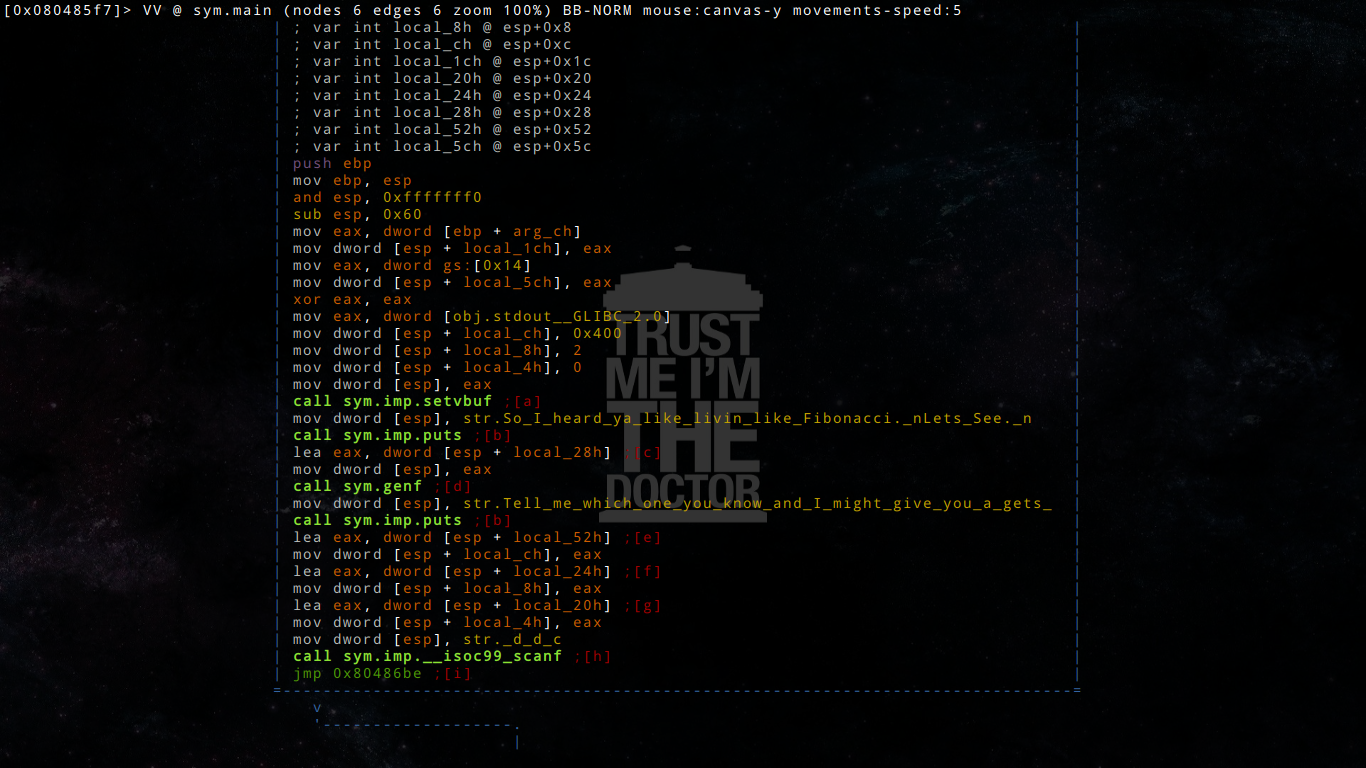 [0x080485f7]> VV @ sym.main (nodes 6 edges 6 zoom 100%) BB-NORM mouse:canvas-y movements-speed:5
; var int local_8h @ esp+0x8
; var int local_ch @ esp+0xc
; var int local_1ch @ esp+0x1c
; var int local_20h @ esp+0x20
; var int local_24h @ esp+0x24
; var int local_28h @ esp+0x28
; var int local_52h @ esp+0x52
; var int local_5ch @ esp+0x5c
push ebp
mov ebp, esp
and esp, 0xfffffff0
sub esp, 0x60
mov eax, dword [ebp + arg_ch]
mov dword [esp + local_1ch], eax
mov eax, dword gs:[0x14]
mov dword [esp + local_5ch], eax
xor eax, eax
mov eax, dword [obj.stdout__GLIBC_2.0]
mov dword [esp + local_ch], 0x400
mov dword [esp + local_8h], 2
mov dword [esp + local_4h], 0
mov dword [esp], eax
call sym.imp.setvbuf ;[a]
mov dword [esp], str.So_I_heard_ya_like_livin_like_Fibonacci._nLets_See._n
call sym.imp.puts ;[b]
lea eax, dword [esp + local_28h] ;[c]
mov dword [esp], eax
call sym.genf ;[d]
mov dword [esp], str.Tell_me_which_one_you_know_and_I_might_give_you_a_gets_
call sym.imp.puts ;[b]
lea eax, dword [esp + local_52h] ;[e]
mov dword [esp + local_ch], eax
lea eax, dword [esp + local_24h] ;[f]
mov dword [esp + local_8h], eax
lea eax, dword [esp + local_20h] ;[g]
mov dword [esp + local_4h], eax
mov dword [esp], str._d_d_c
call sym.imp.__isoc99_scanf ;[h]
jmp 0x80486be ;[i]
TRUST
ME I'M
THE
DOCTOR